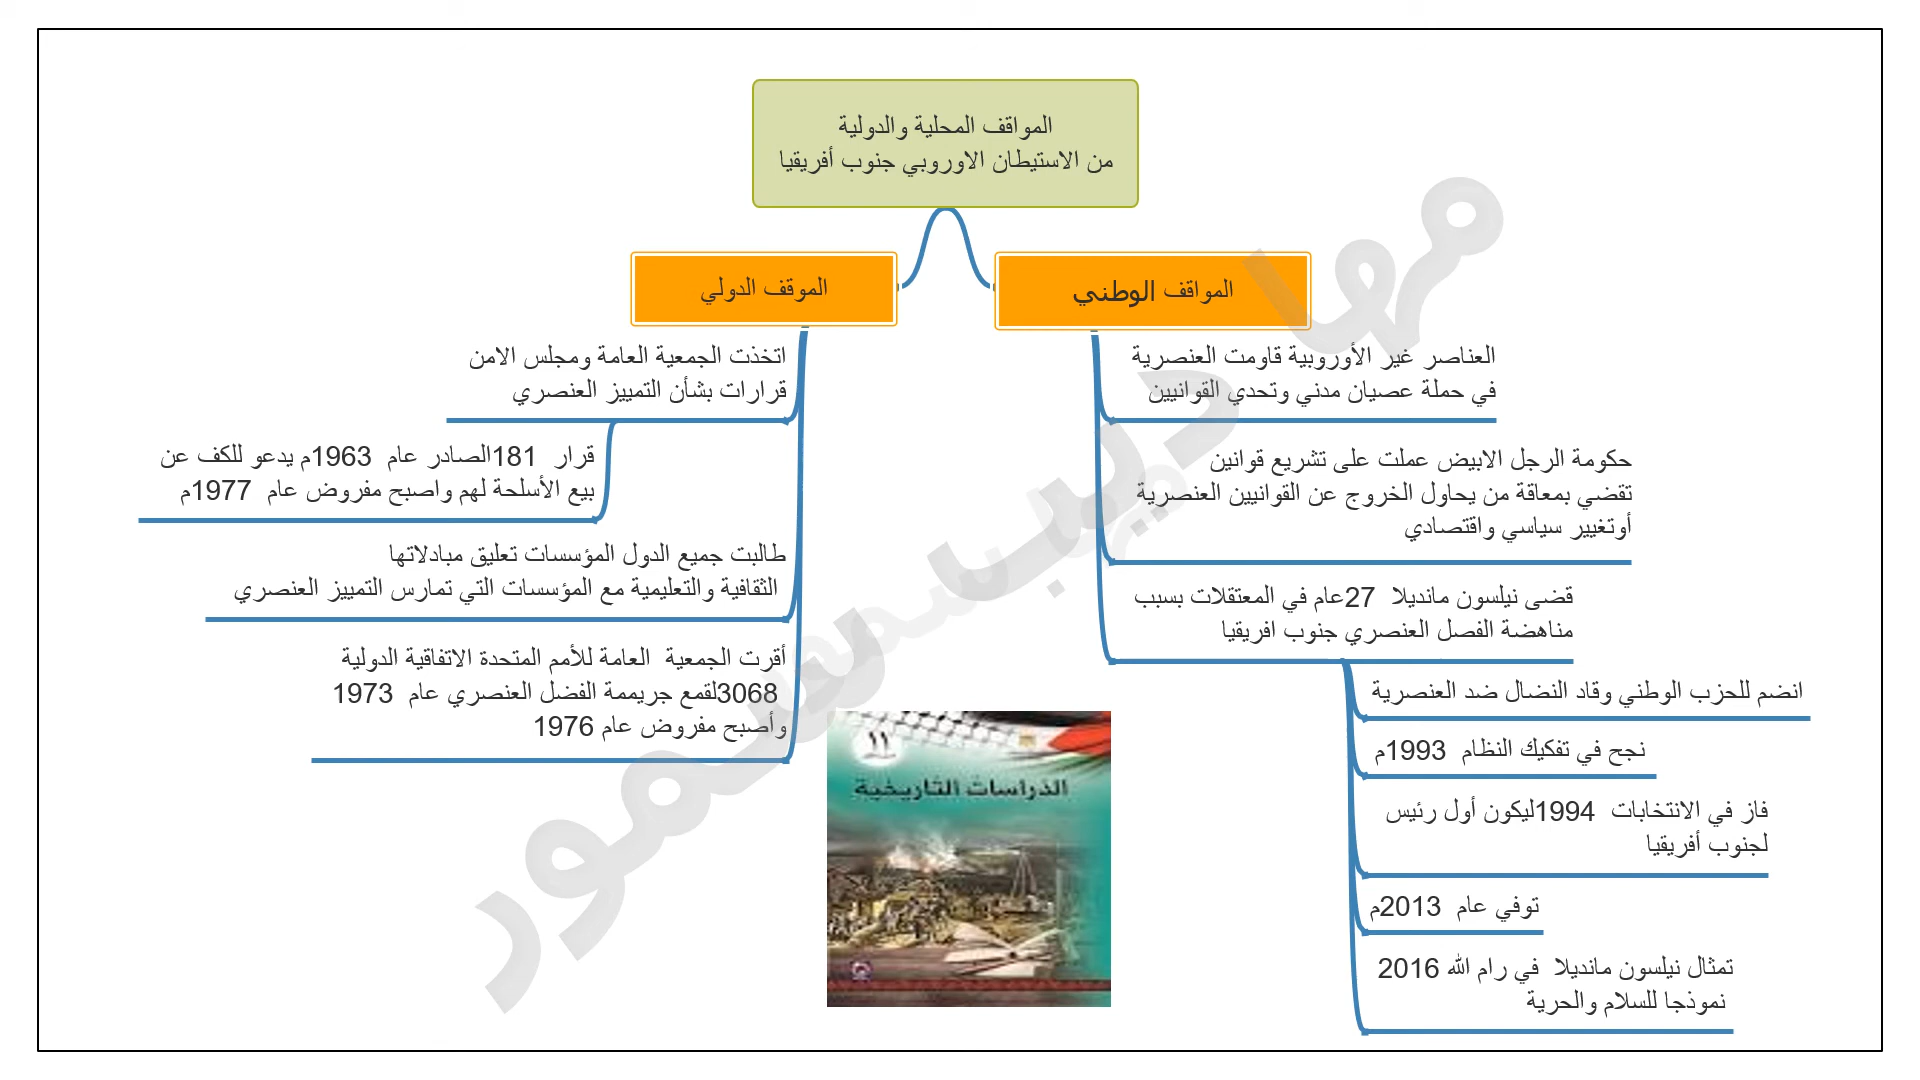 المواقف المحلية والدولية
من الاستيطان الاوروبي جنوب أفريقيا
المواقف الوطني
العناصر غير الأوروبية قاومت العنصرية
في حملة عصيان مدني وتحدي القوانيين
حكومة الرجل الابيض عملت على تشريع قوانين
تقضي بمعاقة من يحاول الخروج عن القوانيين العنصرية
أوتغيير سياسي واقتصادي
قضى نيلسون مانديلا 27عام في المعتقلات بسبب
مناهضة الفصل العنصري جنوب افريقيا
انضم للحزب الوطني وقاد النضال ضد العنصرية
نجح في تفكيك النظام 1993م
فاز في الانتخابات 1994ليكون أول رئيس
لجنوب أفريقيا
توفي عام 2013م
تمثال نيلسون مانديلا في رام الله 2016
نموذجا للسلام والحرية
الموقف الدولي
اتخذت الجمعية العامة ومجلس الامن
قرارات بشأن التمييز العنصري
قرار 181الصادر عام 1963م يدعو للكف عن
بيع الأسلحة لهم واصبح مفروض عام 1977م
طالبت جميع الدول المؤسسات تعليق مبادلاتها
الثقافية والتعليمية مع المؤسسات التي تمارس التمييز العنصري
أقرت الجمعية العامة للأمم المتحدة الاتفاقية الدولية
3068لقمع جريممة الفضل العنصري عام 1973
وأصبح مفروض عام 1976
١١
الدراسات التاريخية
مها ديب سمور
مها سمور